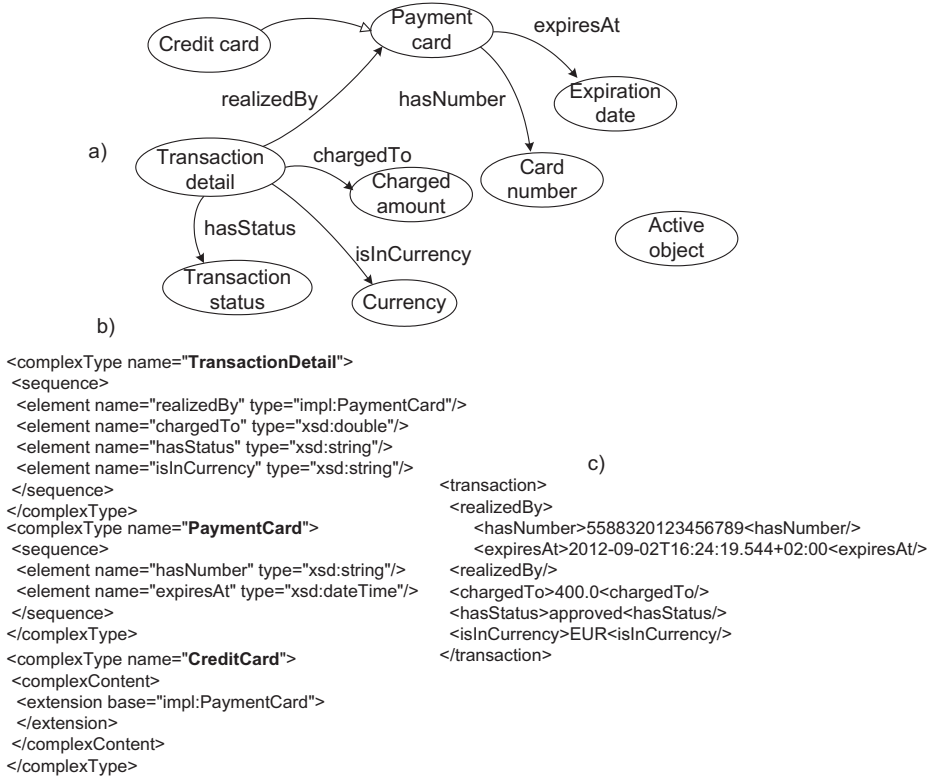 Payment
card
Credit card
expiresAt
Expiration
date
realizedBy
hasNumber
a)
Transaction
detail
chargedTo
Charged
amount
Card
number
Active
object
hasStatus
isInCurrency
Transaction
status
Currency
b)
<complexType name="TransactionDetail">
<sequence>
<element name="realizedBy" type="impl:PaymentCard"/>
<element name="chargedTo" type="xsd:double"/>
<element name="hasStatus" type="xsd:string"/>
<element name="isInCurrency" type="xsd:string"/>
</sequence>
</complexType>
<complexType name="PaymentCard">
<sequence>
<element name="hasNumber" type="xsd:string"/>
<element name="expiresAt" type="xsd:dateTime"/>
</sequence>
</complexType>
<complexType name="CreditCard">
<complexContent>
<extension base="impl:PaymentCard">
</extension>
</complexContent>
</complexType>
c)
<transaction>
<realizedBy>
<hasNumber>5588320123456789<hasNumber/>
<expiresAt>2012-09-02T16:24:19.544+02:00<expiresAt/>
<realizedBy/>
<chargedTo>400.0<chargedTo/>
<hasStatus>approved<hasStatus/>
<isInCurrency>EUR<isInCurrency/>
</transaction>